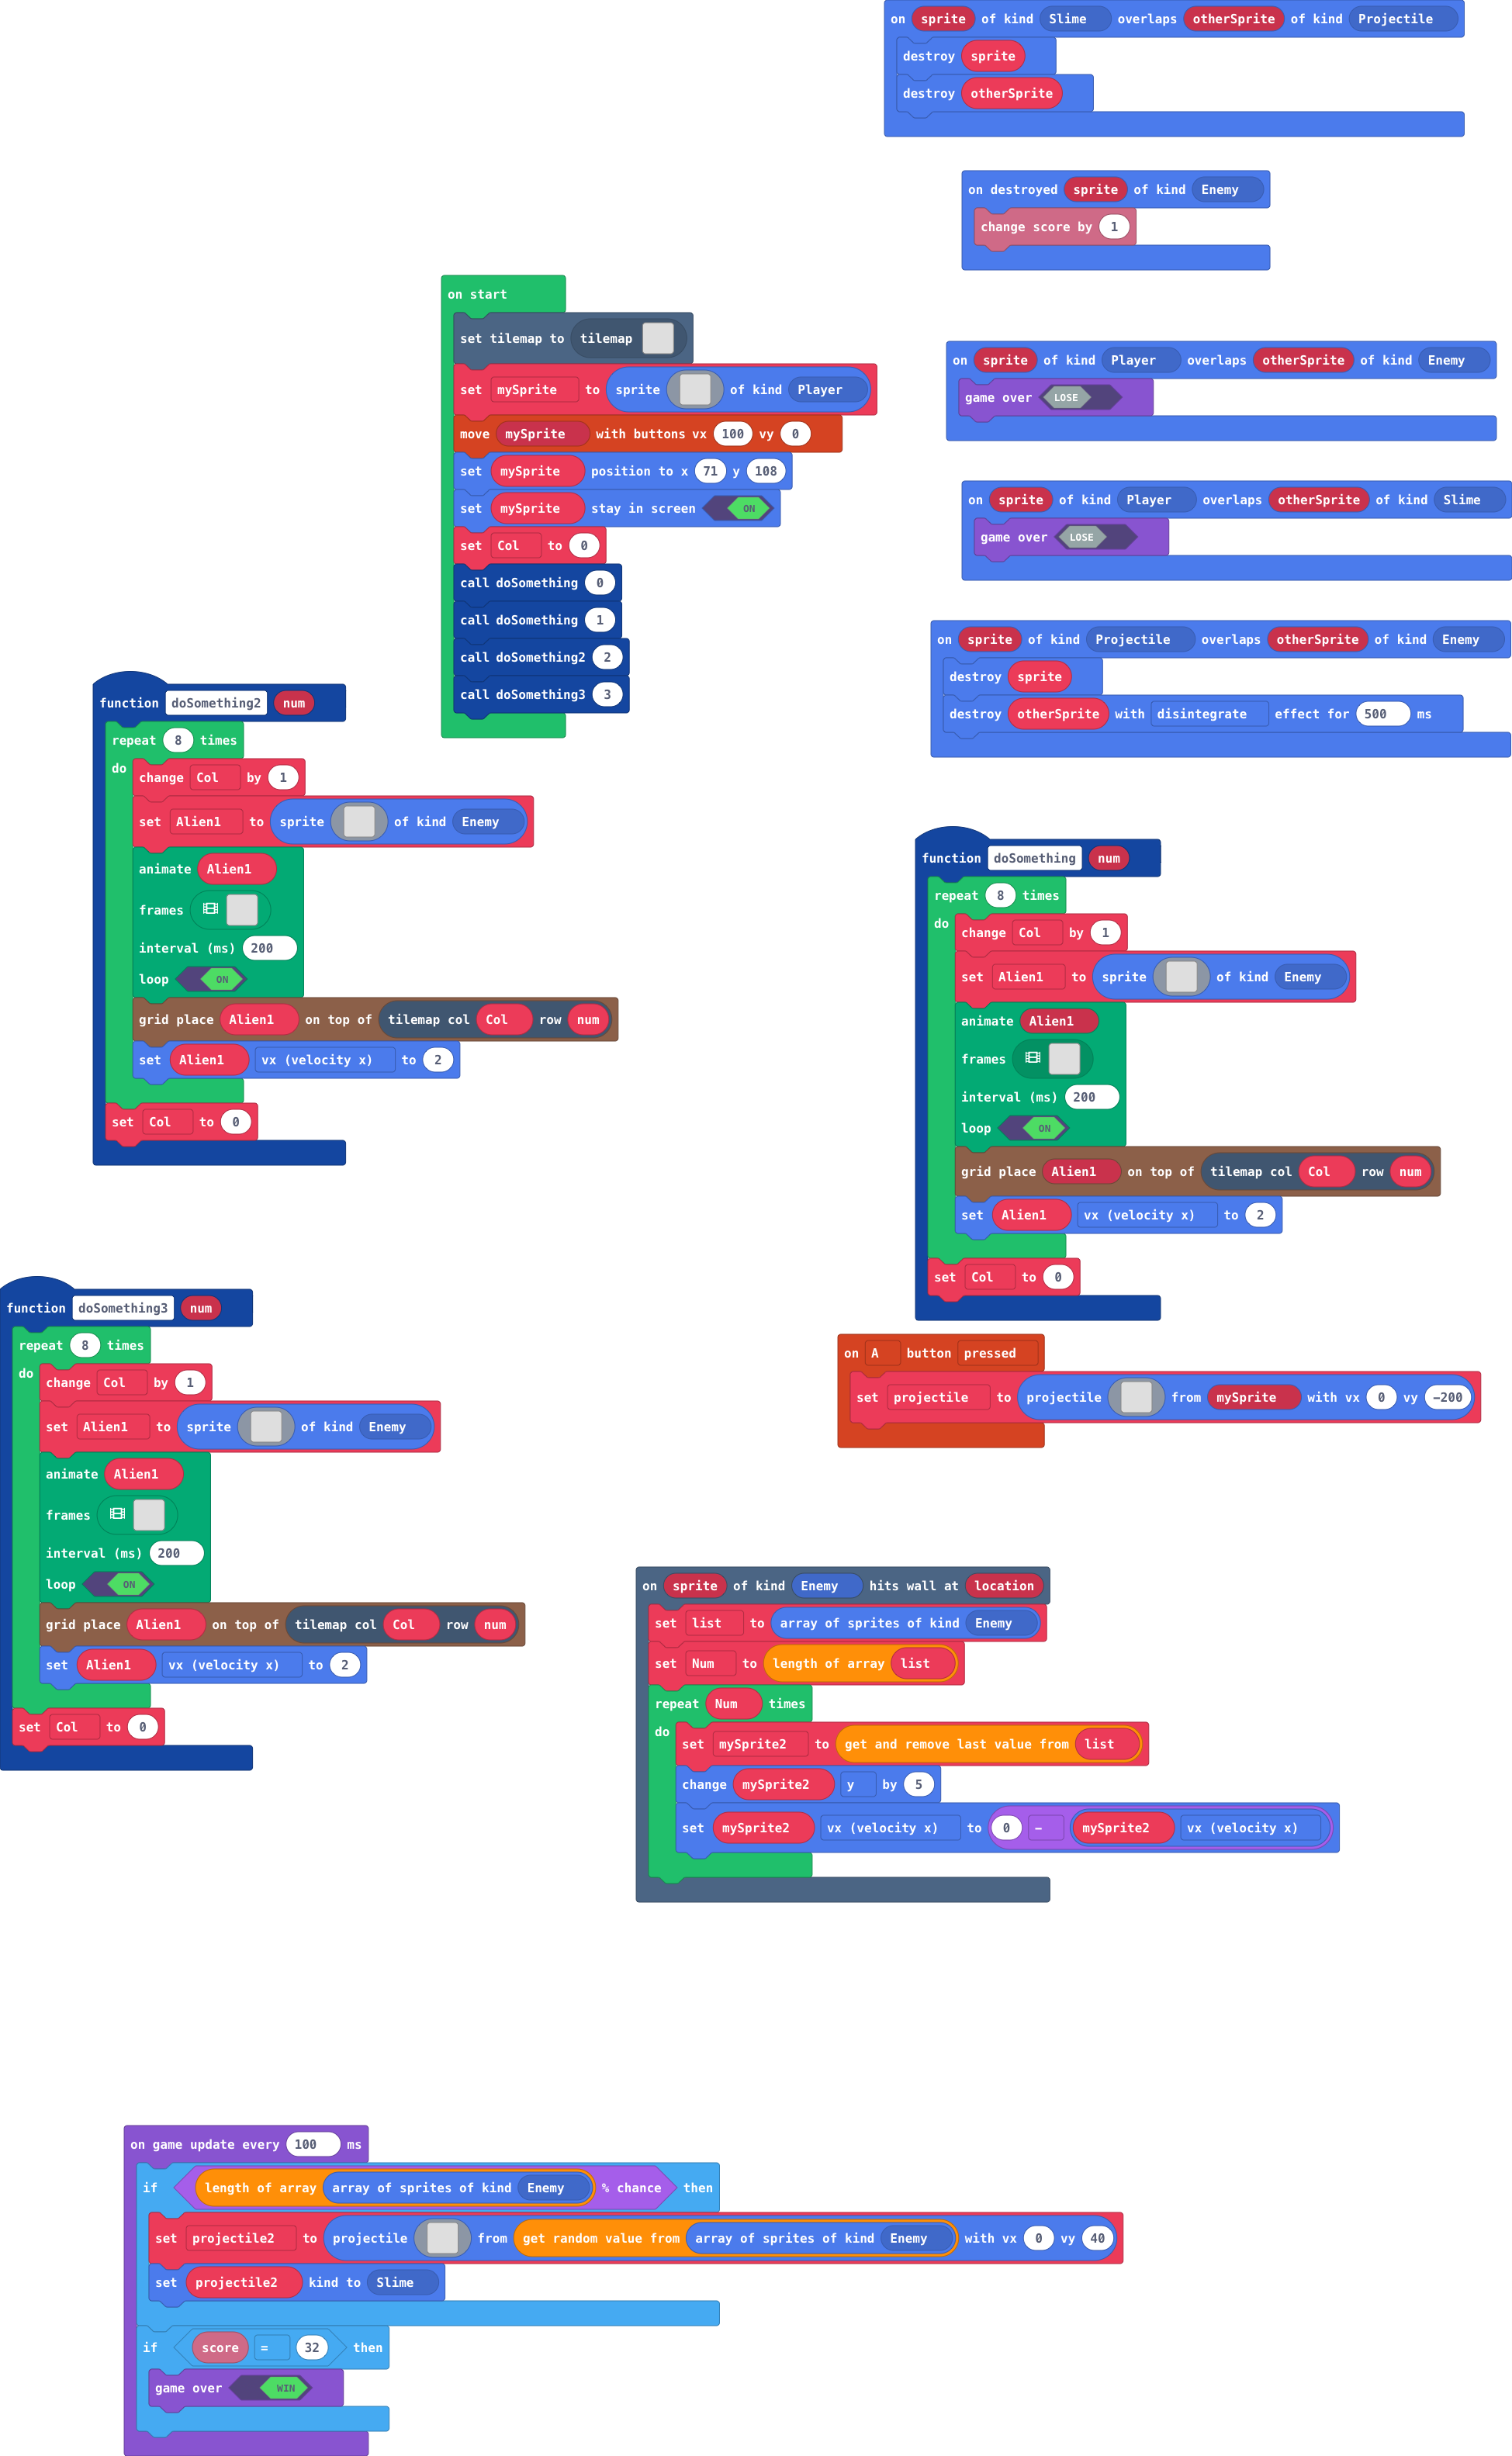 on sprite of kind Slime overlaps otherSprite of kind Projectile
destroy sprite
destroy otherSprite
on destroyed sprite of kind Enemy
change score by 1
on start
set tilemap to tilemap
set mySprite to sprite of kind Player
move mySprite with buttons vx 100 vy 0
set mySprite position to x 71 y 108
set mySprite stay in screen ON
set Col to 0
call doSomething 0
call doSomething 1
call doSomething2 2
call doSomething3 3
on sprite of kind Player overlaps otherSprite of kind Enemy
game over LOSE
on sprite of kind Player overlaps otherSprite of kind Slime
game over LOSE
on sprite of kind Projectile overlaps otherSprite of kind Enemy
destroy sprite
destroy otherSprite with disintegrate effect for 500 ms
function doSomething2 num
repeat 8 times
do
change Col by 1
set Alien1 to sprite of kind Enemy
animate Alien1
frames
interval (ms) 200
loop ON
grid place Alien1 on top of tilemap col Col row num
set Alien1 vx (velocity x) to 2
set Col to 0
function doSomething num
repeat 8 times
do
change Col by 1
set Alien1 to sprite of kind Enemy
animate Alien1
frames
interval (ms) 200
loop ON
grid place Alien1 on top of tilemap col Col row num
set Alien1 vx (velocity x) to 2
set Col to 0
function doSomething3 num
repeat 8 times
do
change Col by 1
set Alien1 to sprite of kind Enemy
animate Alien1
frames
interval (ms) 200
loop ON
grid place Alien1 on top of tilemap col Col row num
set Alien1 vx (velocity x) to 2
set Col to 0
on A button pressed
set projectile to projectile from mySprite with vx 0 vy −200
on sprite of kind Enemy hits wall at location
set list to array of sprites of kind Enemy
set Num to length of array list
repeat Num times
do
set mySprite2 to get and remove last value from list
change mySprite2 y by 5
set mySprite2 vx (velocity x) to 0 − mySprite2 vx (velocity x)
on game update every 100 ms
if length of array array of sprites of kind Enemy % chance then
set projectile2 to projectile from get random value from array of sprites of kind Enemy with vx 0 vy 40
set projectile2 kind to Slime
if score = 32 then
game over WIN